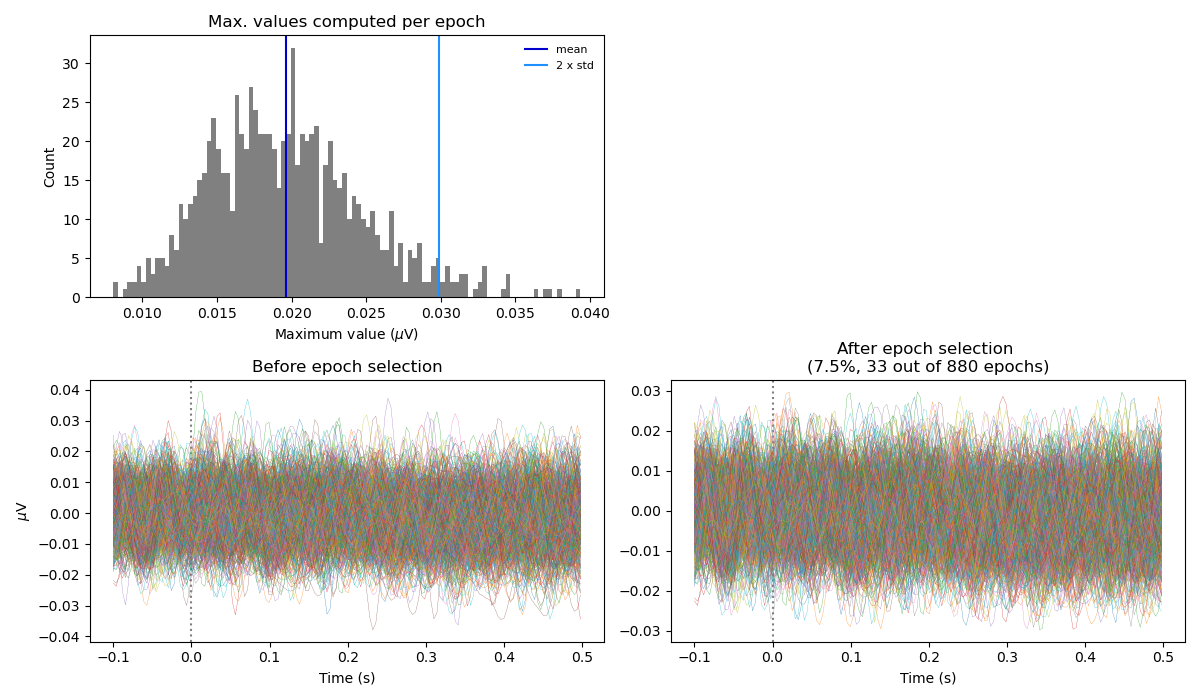 Max. values computed per epoch
mean
2 x std
Count
30
25
20
15
10
5
0
0.010 0.015 0.020 0.025 0.030 0.035 0.040
Maximum value (μV)
Before epoch selection
μV
0.04
0.03
0.02
0.01
0.00
−0.01
−0.02
−0.03
−0.04
−0.1 0.0 0.1 0.2 0.3 0.4 0.5
Time (s)
After epoch selection
(7.5%, 33 out of 880 epochs)
0.03
0.02
0.01
0.00
−0.01
−0.02
−0.03
−0.1 0.0 0.1 0.2 0.3 0.4 0.5
Time (s)